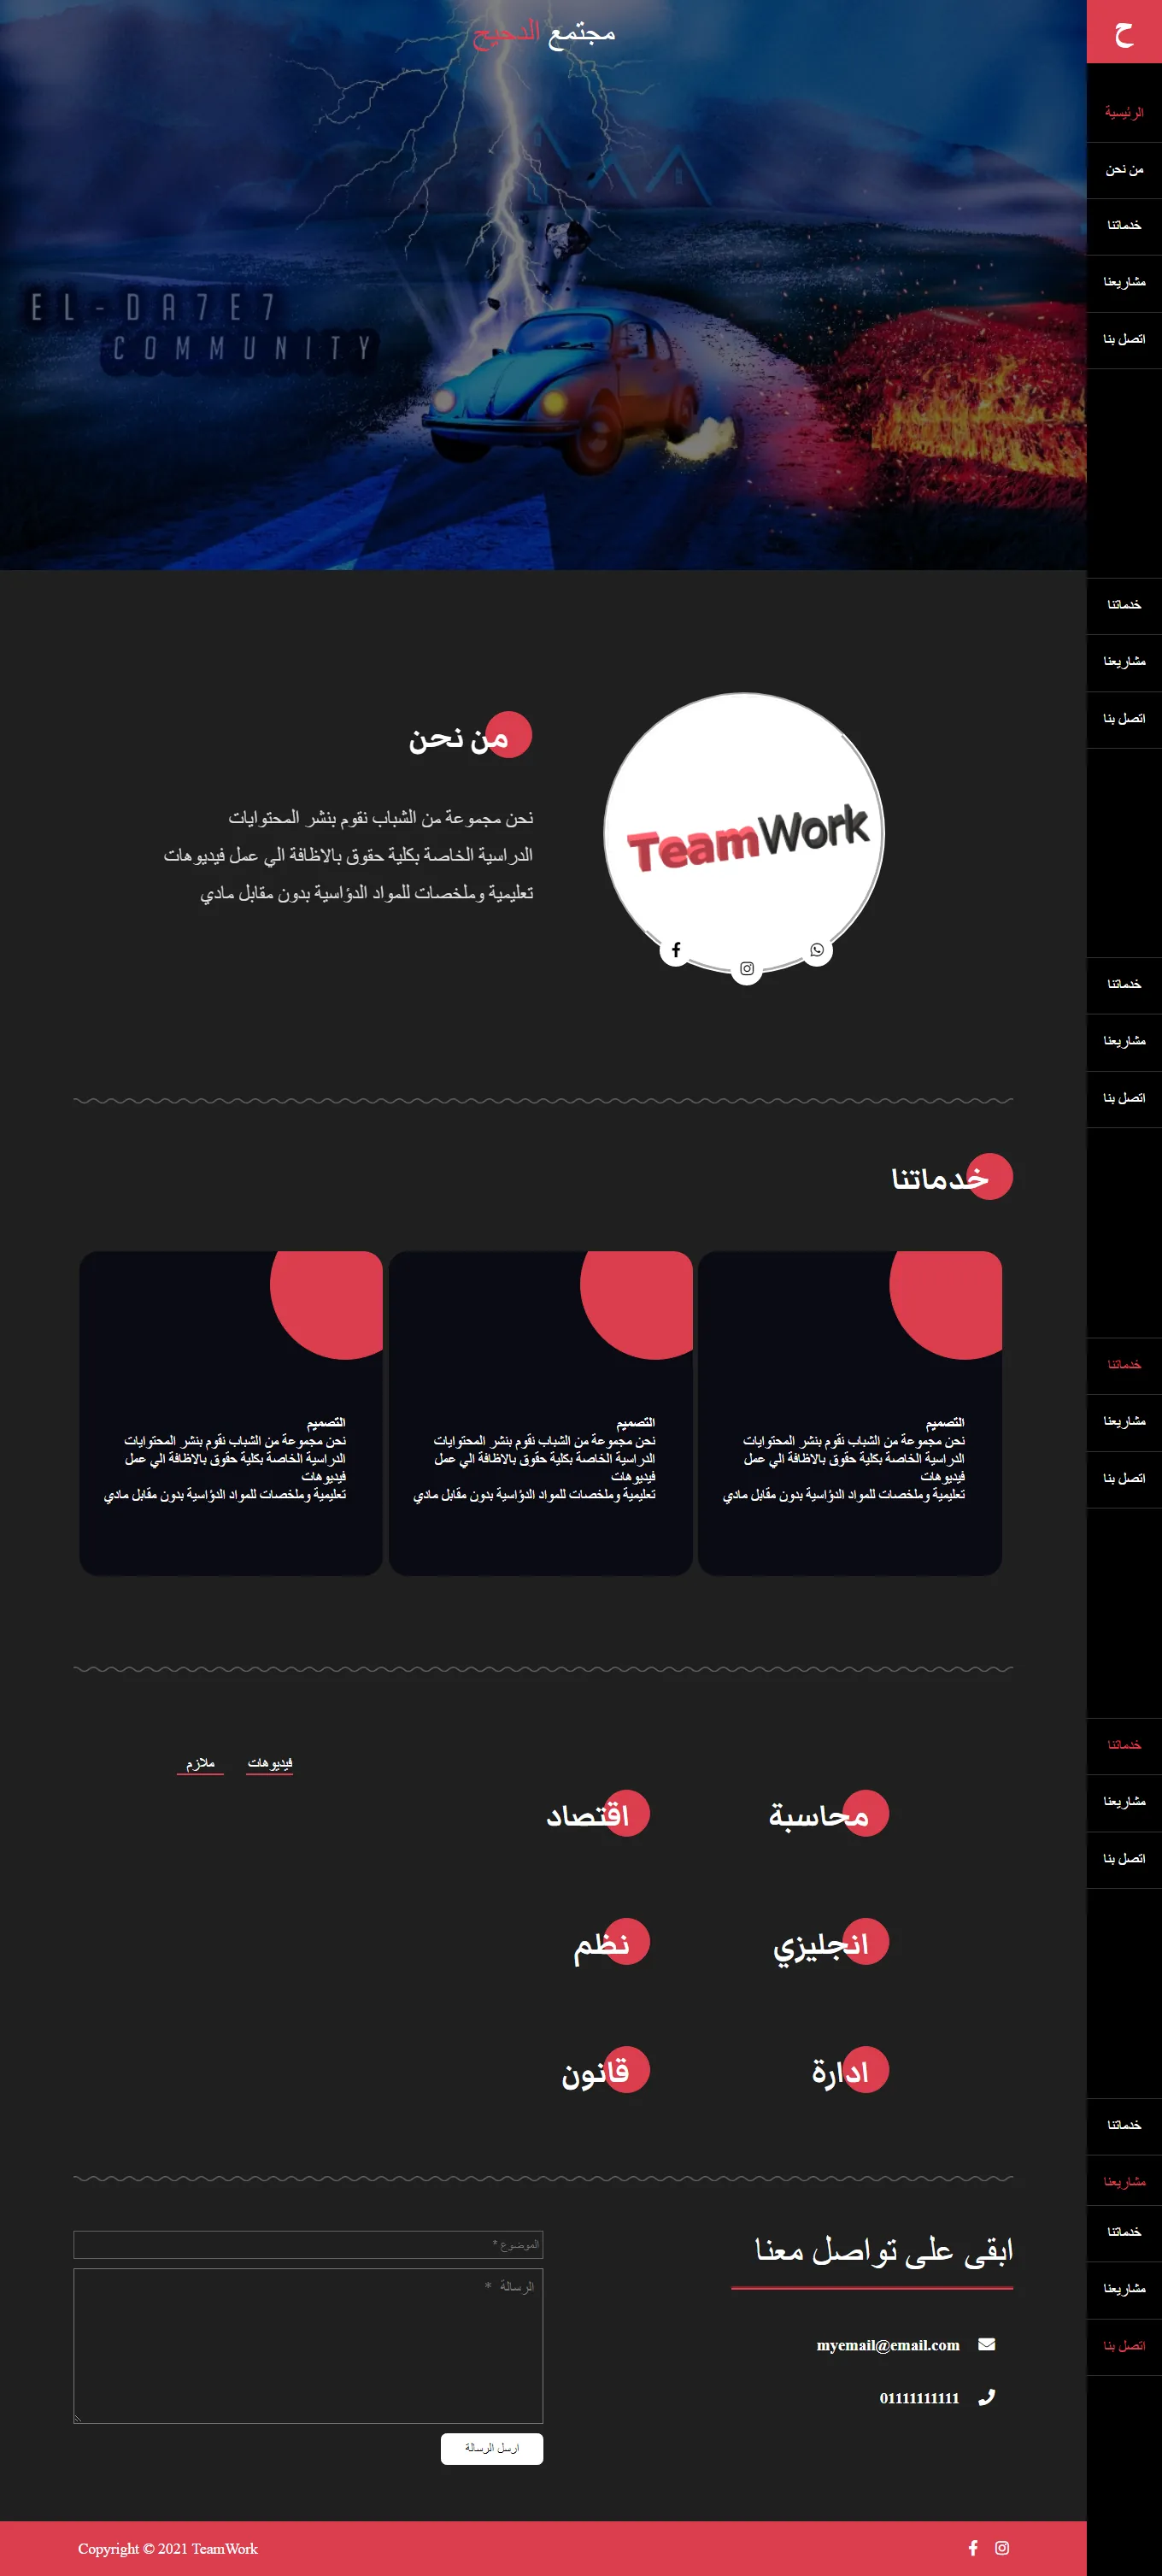 ح
مجتمع الدحيح
الرئيسية
من نحن
خدماتنا
مشاريعنا
اتصل بنا
EL-DA7E7
COMMUNITY
خدماتنا
مشاريعنا
اتصل بنا
من نحن
نحن مجموعة من الشباب نقوم بنشر المحتوايات
الدراسية الخاصة بكلية حقوق بالاظافة الي عمل فيديوهات
تعليمية وملخصات للمواد الدؤاسية بدون مقابل مادي
TeamWork
خدماتنا
مشاريعنا
اتصل بنا
خدماتنا
التصميم
نحن مجموعة من الشباب نقوم بنشر المحتوايات
الدراسية الخاصة بكلية حقوق بالاظافة الي عمل
فيديوهات
تعليمية وملخصات للمواد الدؤاسية بدون مقابل مادي
التصميم
نحن مجموعة من الشباب نقوم بنشر المحتوايات
الدراسية الخاصة بكلية حقوق بالاظافة الي عمل
فيديوهات
تعليمية وملخصات للمواد الدؤاسية بدون مقابل مادي
التصميم
نحن مجموعة من الشباب نقوم بنشر المحتوايات
الدراسية الخاصة بكلية حقوق بالاظافة الي عمل
فيديوهات
تعليمية وملخصات للمواد الدؤاسية بدون مقابل مادي
خدماتنا
مشاريعنا
اتصل بنا
فيديوهات
ملازم
محاسبة
اقتصاد
انجليزي
نظم
ادارة
قانون
خدماتنا
مشاريعنا
اتصل بنا
خدماتنا
مشاريعنا
خدماتنا
مشاريعنا
اتصل بنا
ابقى على تواصل معنا
myemail@email.com
01111111111
الموضوع *
الرسالة *
ارسل الرسالة
Copyright © 2021 TeamWork